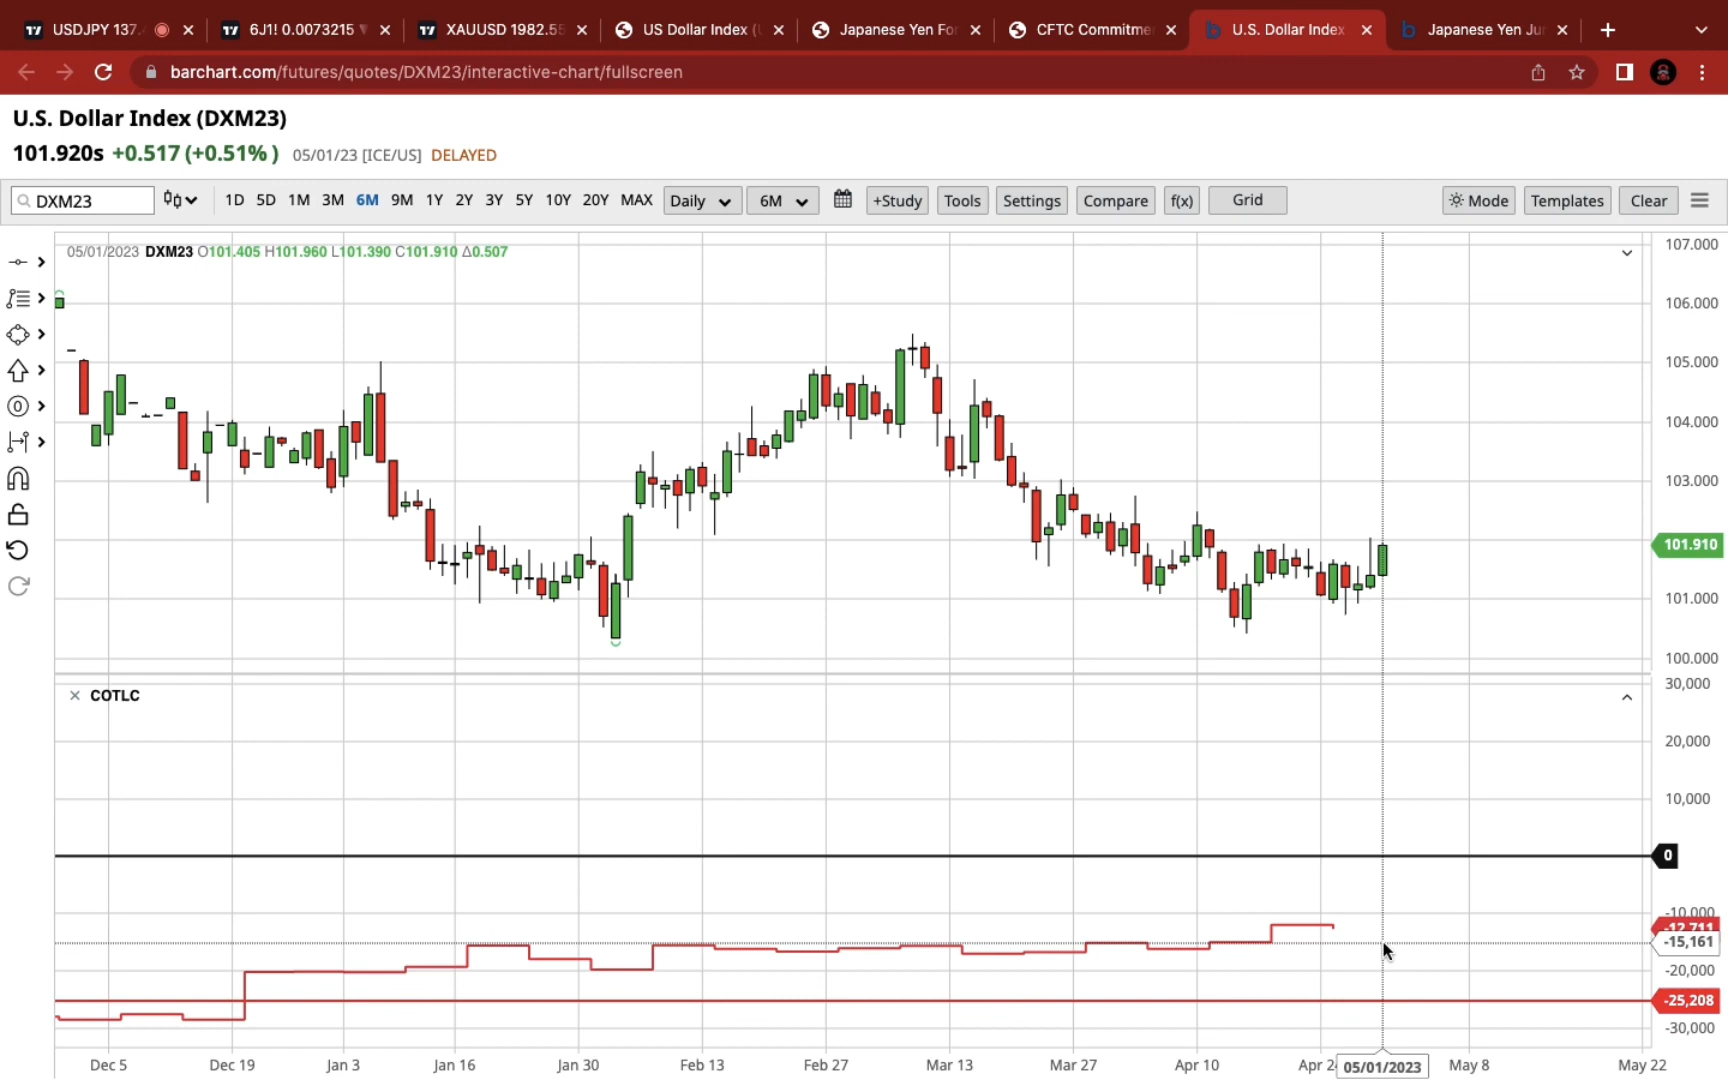 USDJPY 137. 6J1! 0.0073215 XAUUSD 1982.55 US Dollar Index ( Japanese Yen For CFTC Commitme U.S. Dollar Index Japanese Yen Jun
barchart.com/futures/quotes/DXM23/interactive-chart/fullscreen
U.S. Dollar Index (DXM23)
101.920s +0.517 (+0.51%) 05/01/23 [ICE/US] DELAYED
DXM23 1D 5D 1M 3M 6M 9M 1Y 2Y 3Y 5Y 10Y 20Y MAX Daily 6M +Study Tools Settings Compare f(x) Grid Mode Templates Clear
05/01/2023 DXM23 O101.405 H101.960 L101.390 C101.910 Δ0.507
107.000
106.000
105.000
104.000
103.000
101.910
101.000
100.000
COTLC
30,000
20,000
10,000
0
-10,000
-12,711
-15,161
-20,000
-25,208
-30,000
Dec 5 Dec 19 Jan 3 Jan 16 Jan 30 Feb 13 Feb 27 Mar 13 Mar 27 Apr 10 Apr 2 05/01/2023 May 8 May 22